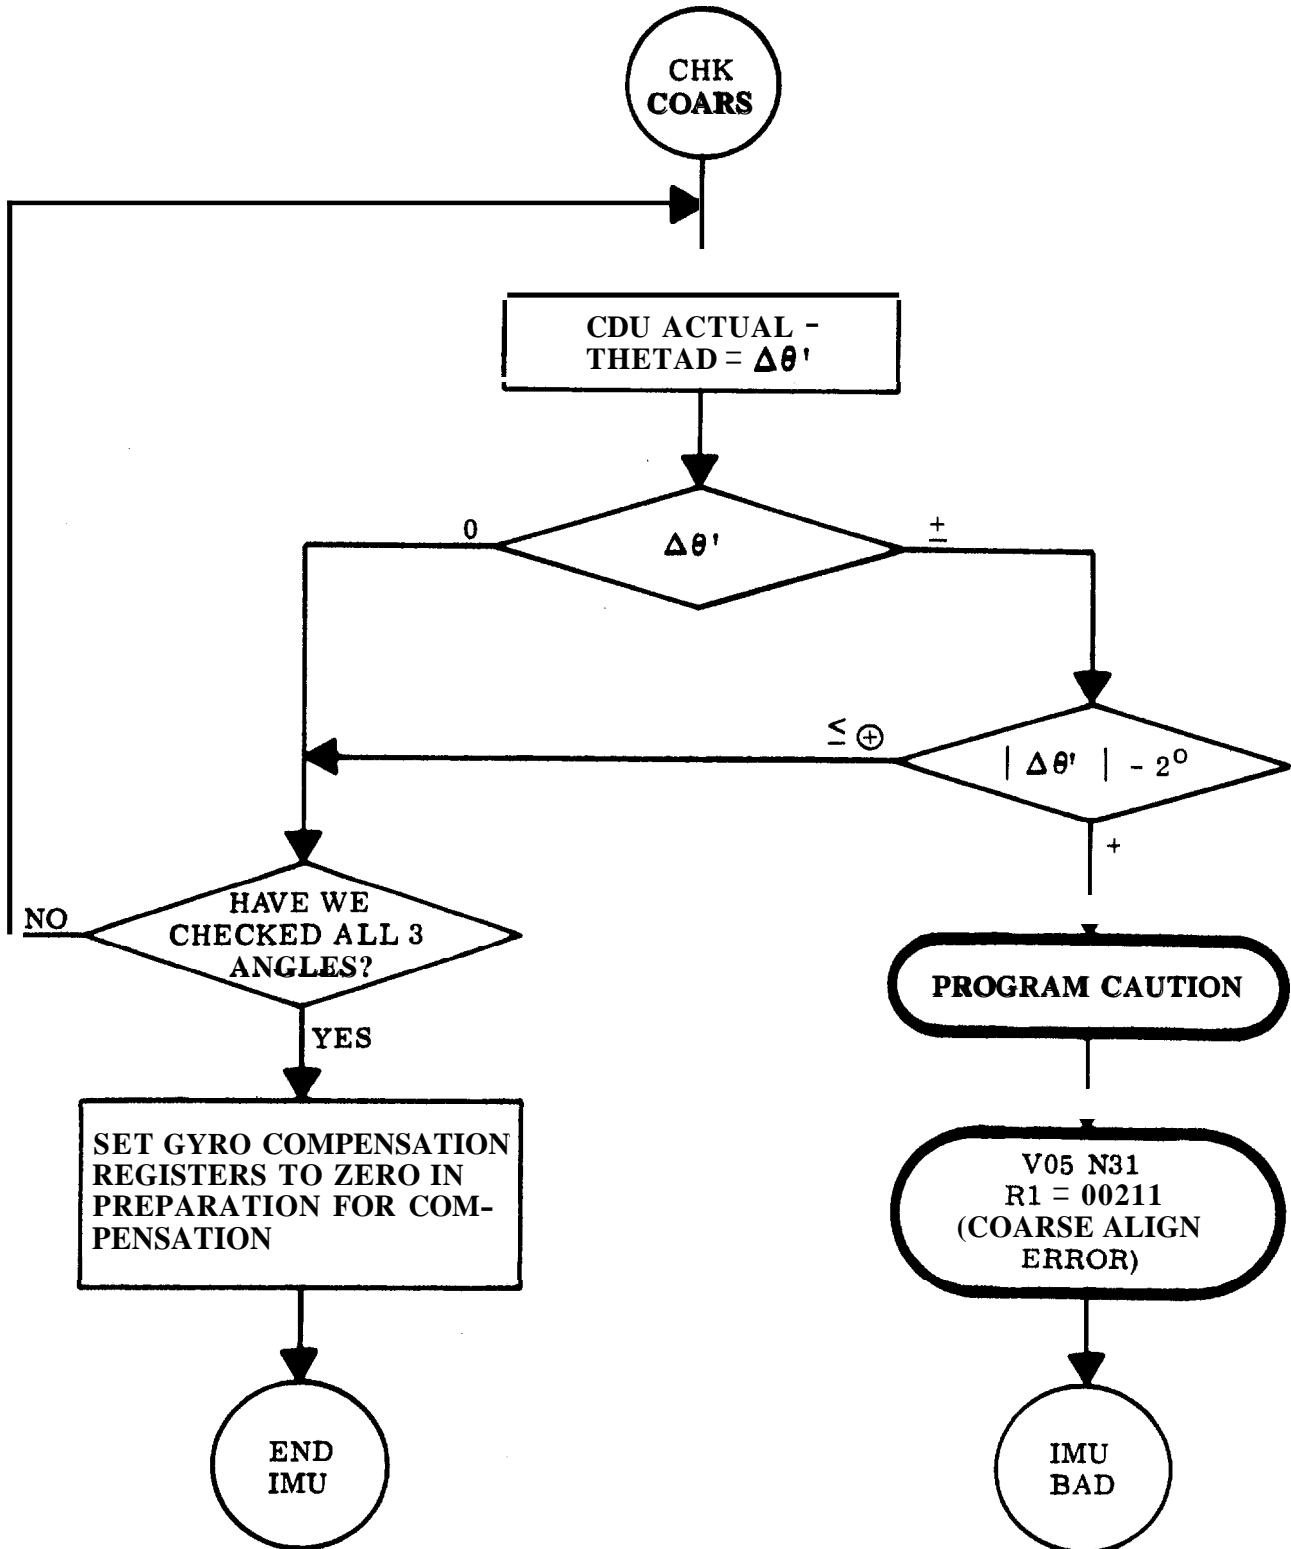 CHK
COARS
CDU ACTUAL -
THETAD = Δθ'
0
Δθ'
±
≤ ⊕
| Δθ' | - 2°
+
NO
HAVE WE
CHECKED ALL 3
ANGLES?
YES
PROGRAM CAUTION
SET GYRO COMPENSATION
REGISTERS TO ZERO IN
PREPARATION FOR COM-
PENSATION
V05 N31
R1 = 00211
(COARSE ALIGN
ERROR)
END
IMU
IMU
BAD